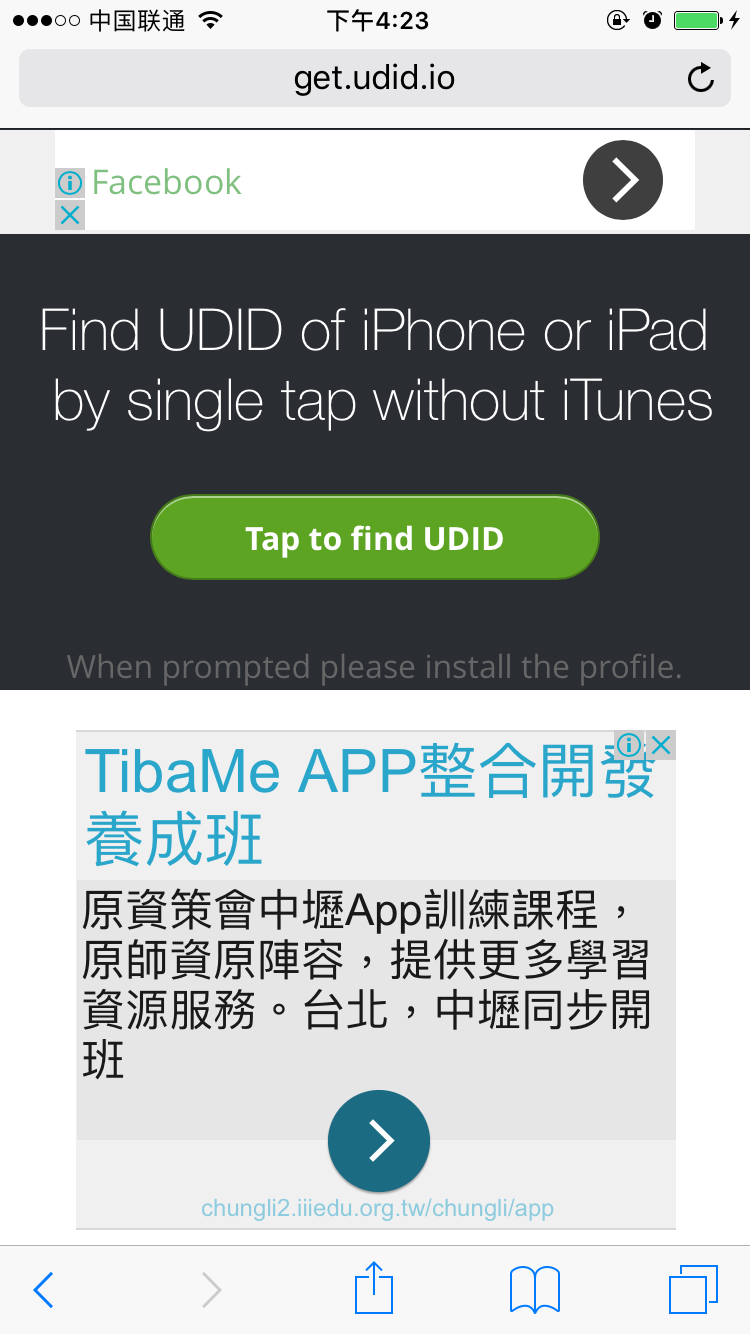 中国联通
下午4:23
get.udid.io
Facebook
Find UDID of iPhone or iPad
by single tap without iTunes
Tap to find UDID
When prompted please install the profile.
TibaMe APP整合開發
養成班
原資策會中壢App訓練課程，
原師資原陣容，提供更多學習
資源服務。台北，中壢同步開
班
chungli2.iiiedu.org.tw/chungli/app